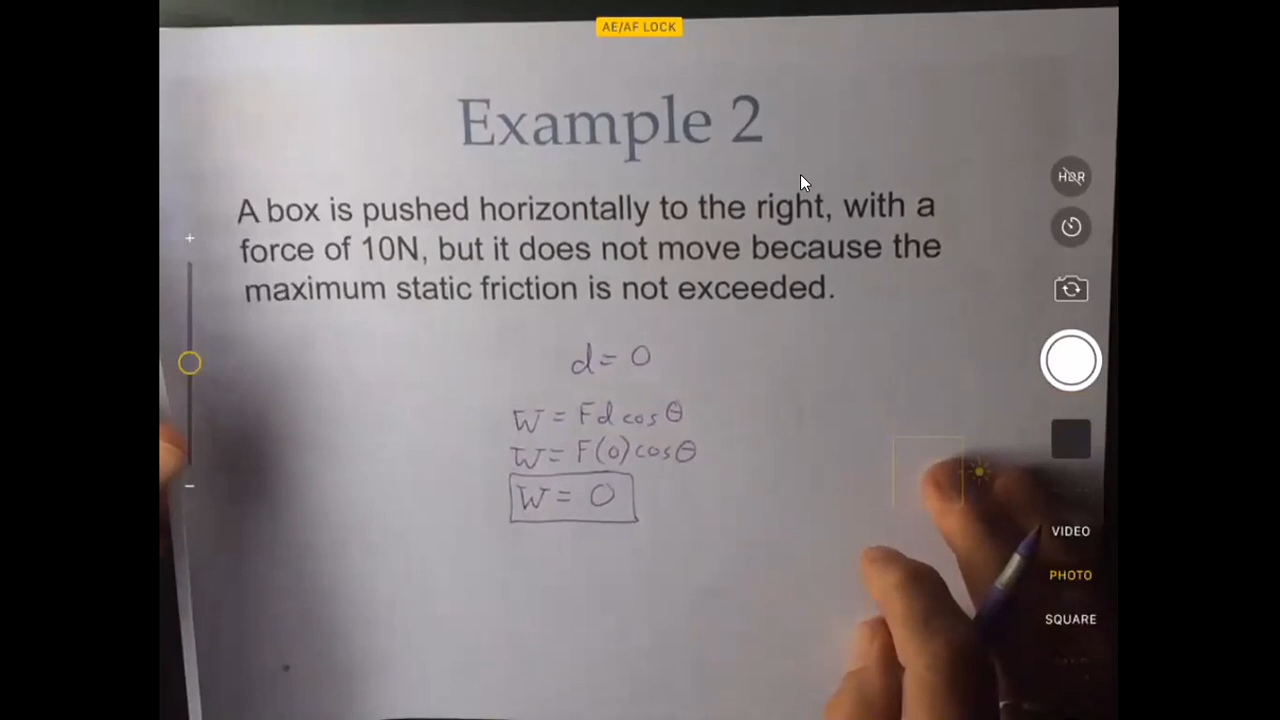 AE/AF LOCK
Example 2
HDR
A box is pushed horizontally to the right, with a
force of 10N, but it does not move because the
maximum static friction is not exceeded.
d = 0
W = Fd cos θ
W = F(0) cos θ
W = 0
VIDEO
PHOTO
SQUARE